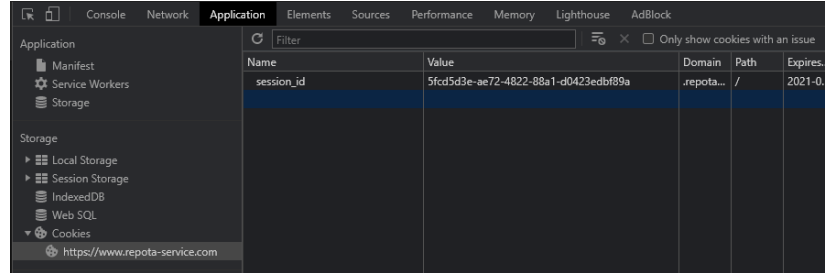 Console Network Application Elements Sources Performance Memory Lighthouse AdBlock
Application
Manifest
Service Workers
Storage
Storage
Local Storage
Session Storage
IndexedDB
Web SQL
Cookies
https://www.repota-service.com
Filter Only show cookies with an issue
Name Value Domain Path Expires...
session_id 5fcd5d3e-ae72-4822-88a1-d0423edbf89a .repota... / 2021-0...